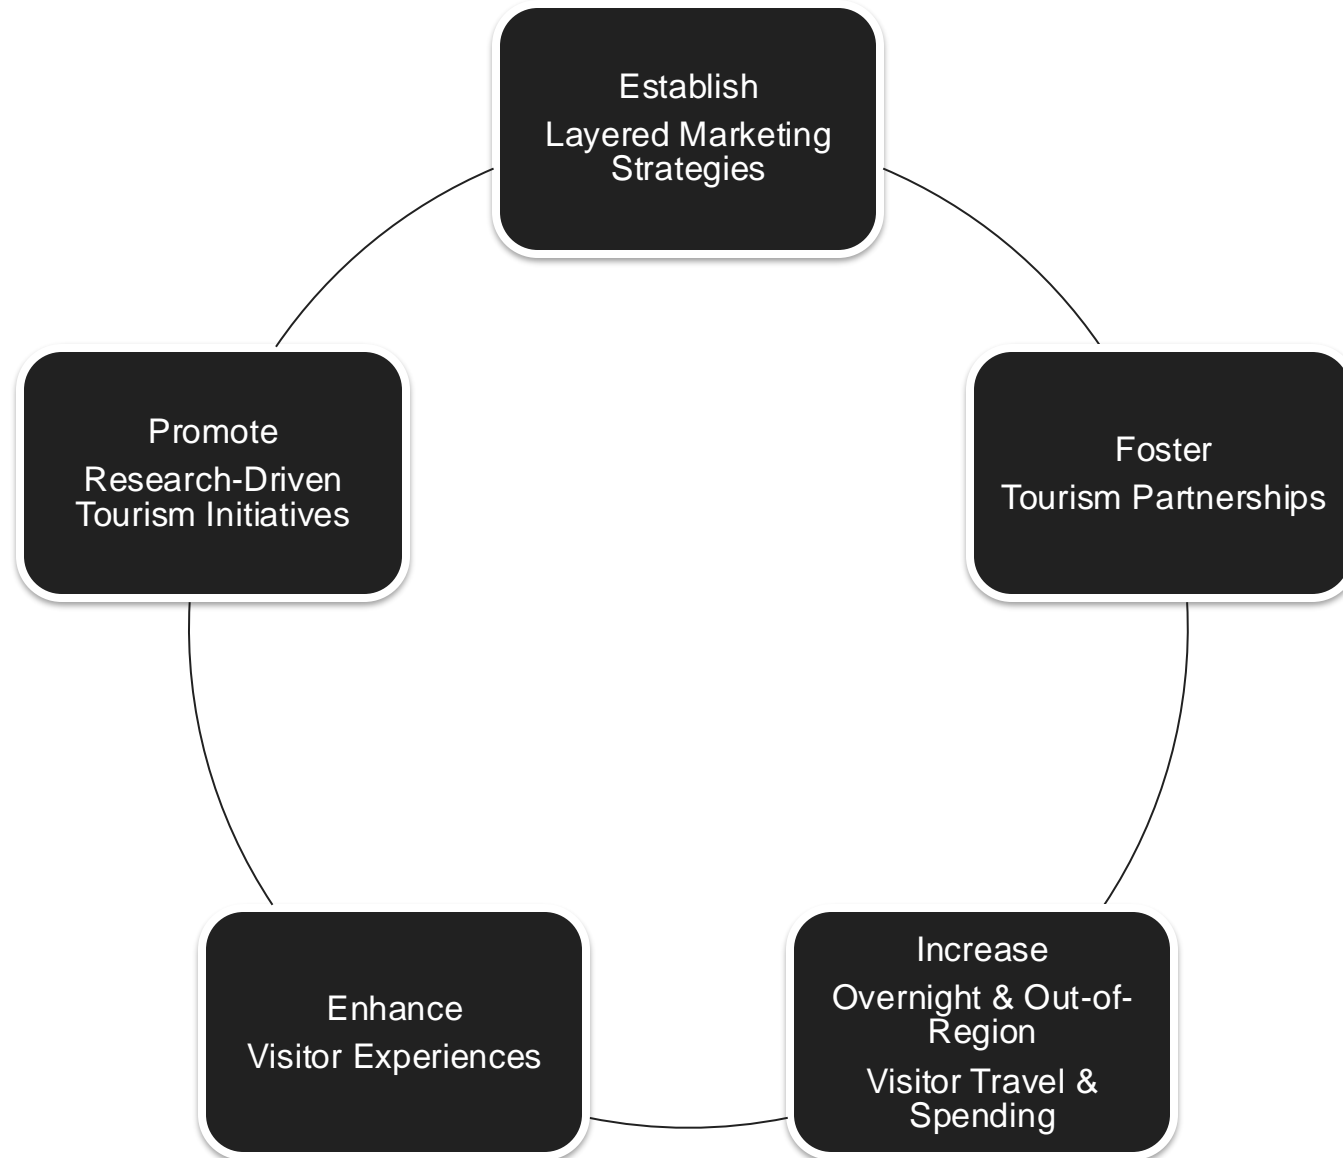 Establish
Layered Marketing
Strategies
Promote
Research-Driven
Tourism Initiatives
Foster
Tourism Partnerships
Enhance
Visitor Experiences
Increase
Overnight & Out-of-
Region
Visitor Travel &
Spending